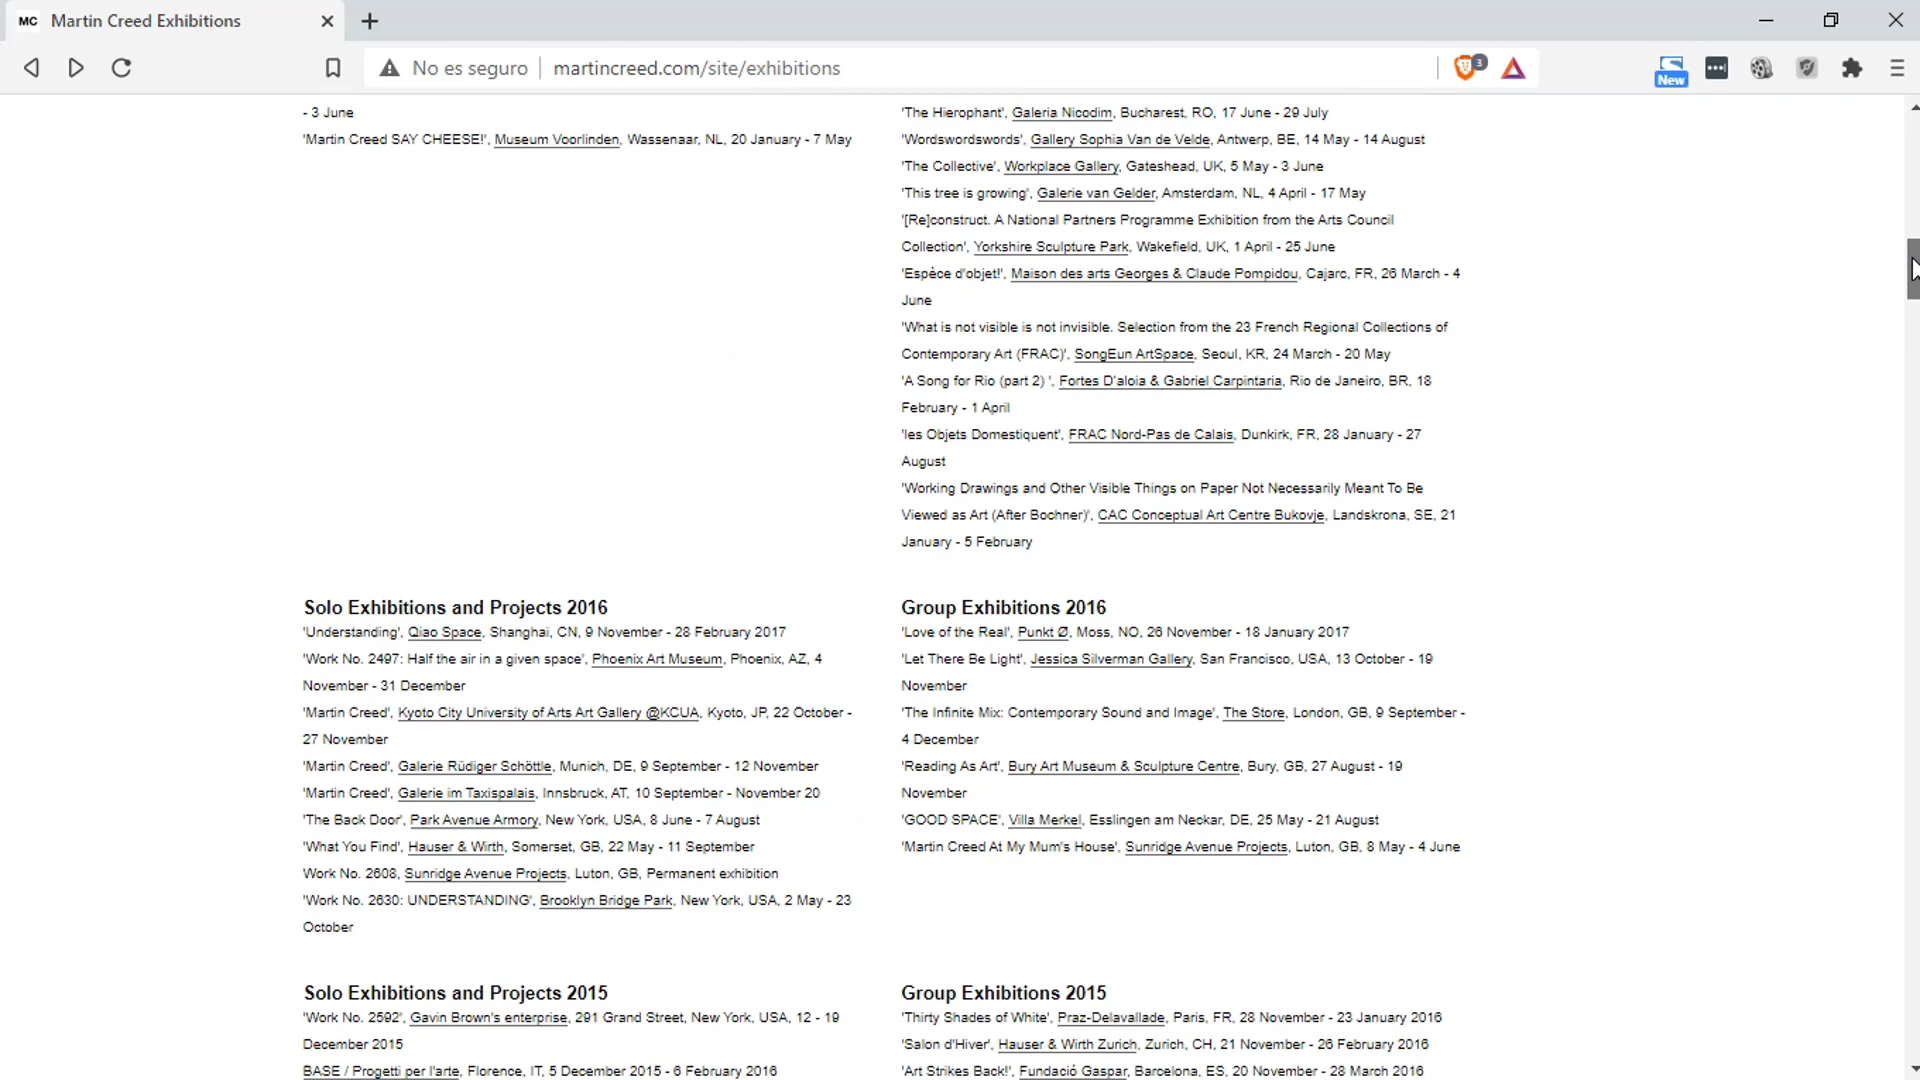 MC Martin Creed Exhibitions
No es seguro martincreed.com/site/exhibitions 3 New
- 3 June
'Martin Creed SAY CHEESE!', Museum Voorlinden, Wassenaar, NL, 20 January - 7 May
'The Hierophant', Galeria Nicodim, Bucharest, RO, 17 June - 29 July
'Wordswordswords', Gallery Sophia Van de Velde, Antwerp, BE, 14 May - 14 August
'The Collective', Workplace Gallery, Gateshead, UK, 5 May - 3 June
'This tree is growing', Galerie van Gelder, Amsterdam, NL, 4 April - 17 May
'[Re]construct. A National Partners Programme Exhibition from the Arts Council
Collection', Yorkshire Sculpture Park, Wakefield, UK, 1 April - 25 June
'Espèce d'objet!', Maison des arts Georges & Claude Pompidou, Cajarc, FR, 26 March - 4
June
'What is not visible is not invisible. Selection from the 23 French Regional Collections of
Contemporary Art (FRAC)', SongEun ArtSpace, Seoul, KR, 24 March - 20 May
'A Song for Rio (part 2) ', Fortes D'aloia & Gabriel Carpintaria, Rio de Janeiro, BR, 18
February - 1 April
'les Objets Domestiquent', FRAC Nord-Pas de Calais, Dunkirk, FR, 28 January - 27
August
'Working Drawings and Other Visible Things on Paper Not Necessarily Meant To Be
Viewed as Art (After Bochner)', CAC Conceptual Art Centre Bukovje, Landskrona, SE, 21
January - 5 February
Solo Exhibitions and Projects 2016
'Understanding', Qiao Space, Shanghai, CN, 9 November - 28 February 2017
'Work No. 2497: Half the air in a given space', Phoenix Art Museum, Phoenix, AZ, 4
November - 31 December
'Martin Creed', Kyoto City University of Arts Art Gallery @KCUA, Kyoto, JP, 22 October -
27 November
'Martin Creed', Galerie Rüdiger Schöttle, Munich, DE, 9 September - 12 November
'Martin Creed', Galerie im Taxispalais, Innsbruck, AT, 10 September - November 20
'The Back Door', Park Avenue Armory, New York, USA, 8 June - 7 August
'What You Find', Hauser & Wirth, Somerset, GB, 22 May - 11 September
Work No. 2608, Sunridge Avenue Projects, Luton, GB, Permanent exhibition
'Work No. 2630: UNDERSTANDING', Brooklyn Bridge Park, New York, USA, 2 May - 23
October
Group Exhibitions 2016
'Love of the Real', Punkt Ø, Moss, NO, 26 November - 18 January 2017
'Let There Be Light', Jessica Silverman Gallery, San Francisco, USA, 13 October - 19
November
'The Infinite Mix: Contemporary Sound and Image', The Store, London, GB, 9 September -
4 December
'Reading As Art', Bury Art Museum & Sculpture Centre, Bury, GB, 27 August - 19
November
'GOOD SPACE', Villa Merkel, Esslingen am Neckar, DE, 25 May - 21 August
'Martin Creed At My Mum's House', Sunridge Avenue Projects, Luton, GB, 8 May - 4 June
Solo Exhibitions and Projects 2015
'Work No. 2592', Gavin Brown's enterprise, 291 Grand Street, New York, USA, 12 - 19
December 2015
BASE / Progetti per l'arte, Florence, IT, 5 December 2015 - 6 February 2016
Group Exhibitions 2015
'Thirty Shades of White', Praz-Delavallade, Paris, FR, 28 November - 23 January 2016
'Salon d'Hiver', Hauser & Wirth Zurich, Zurich, CH, 21 November - 26 February 2016
'Art Strikes Back!', Fundació Gaspar, Barcelona, ES, 20 November - 28 March 2016